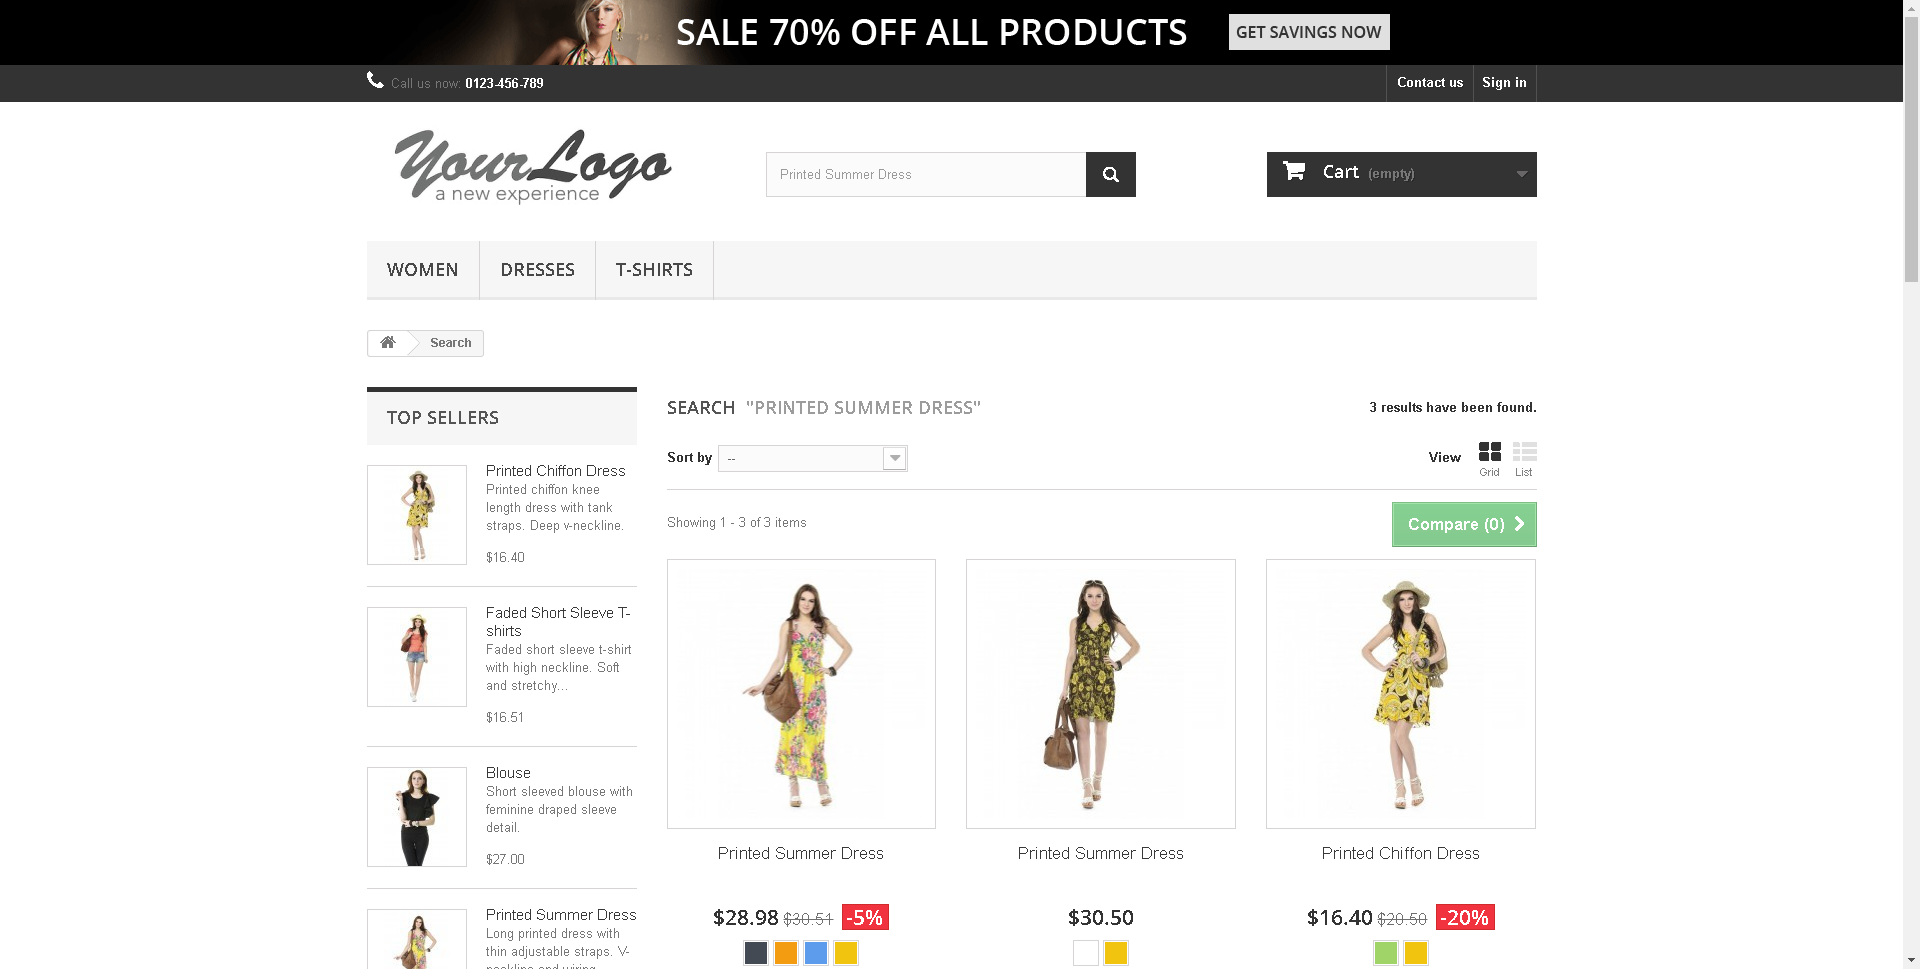 SALE 70% OFF ALL PRODUCTS GET SAVINGS NOW
Call us now: 0123-456-789 Contact us Sign in
YourLogo
a new experience
Printed Summer Dress
Cart (empty)
WOMEN DRESSES T-SHIRTS
Search
TOP SELLERS
Printed Chiffon Dress
Printed chiffon knee
length dress with tank
straps. Deep v-neckline.
$16.40
Faded Short Sleeve T-
shirts
Faded short sleeve t-shirt
with high neckline. Soft
and stretchy...
$16.51
Blouse
Short sleeved blouse with
feminine draped sleeve
detail.
$27.00
Printed Summer Dress
Long printed dress with
thin adjustable straps. V-
neckline and wiring
SEARCH "PRINTED SUMMER DRESS" 3 results have been found.
Sort by -- View Grid List
Showing 1 - 3 of 3 items Compare (0)
Printed Summer Dress
$28.98 $30.51 -5%
Printed Summer Dress
$30.50
Printed Chiffon Dress
$16.40 $20.50 -20%